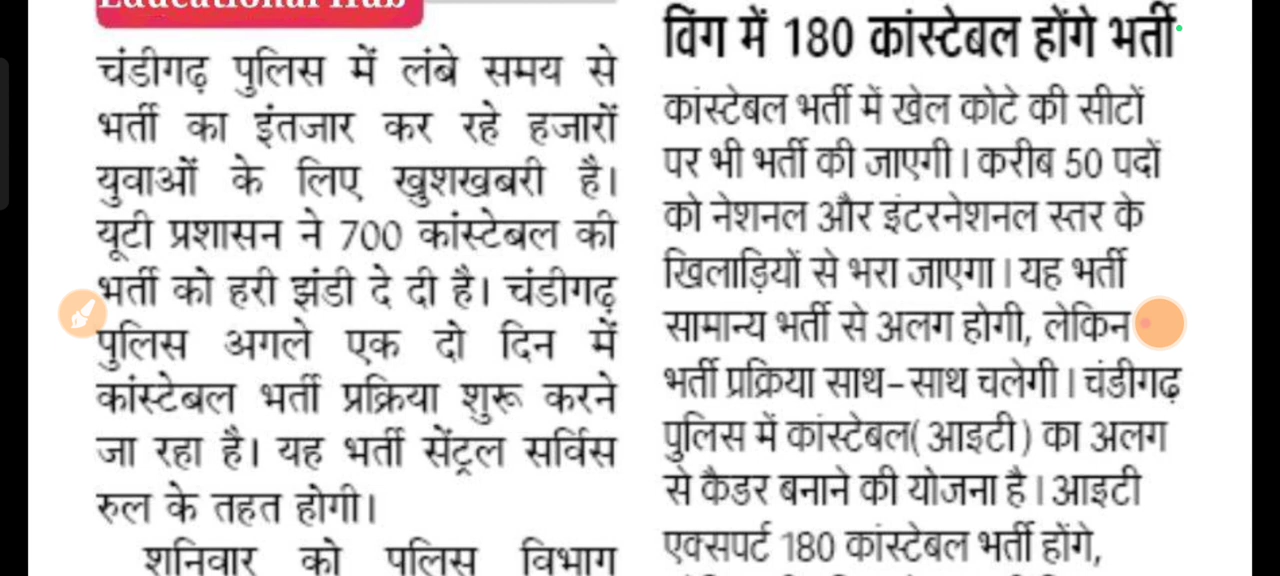 Educational Hub
चंडीगढ़ पुलिस में लंबे समय से
भर्ती का इंतजार कर रहे हजारों
युवाओं के लिए खुशखबरी है।
यूटी प्रशासन ने 700 कांस्टेबल की
भर्ती को हरी झंडी दे दी है। चंडीगढ़
पुलिस अगले एक दो दिन में
कांस्टेबल भर्ती प्रक्रिया शुरू करने
जा रहा है। यह भर्ती सेंट्रल सर्विस
रुल के तहत होगी।
शनिवार को पुलिस विभाग
विंग में 180 कांस्टेबल होंगे भर्ती
कांस्टेबल भर्ती में खेल कोटे की सीटों
पर भी भर्ती की जाएगी। करीब 50 पदों
को नेशनल और इंटरनेशनल स्तर के
खिलाड़ियों से भरा जाएगा। यह भर्ती
सामान्य भर्ती से अलग होगी, लेकिन
भर्ती प्रक्रिया साथ-साथ चलेगी। चंडीगढ़
पुलिस में कांस्टेबल( आइटी) का अलग
से कैडर बनाने की योजना है। आइटी
एक्सपर्ट 180 कांस्टेबल भर्ती होंगे,